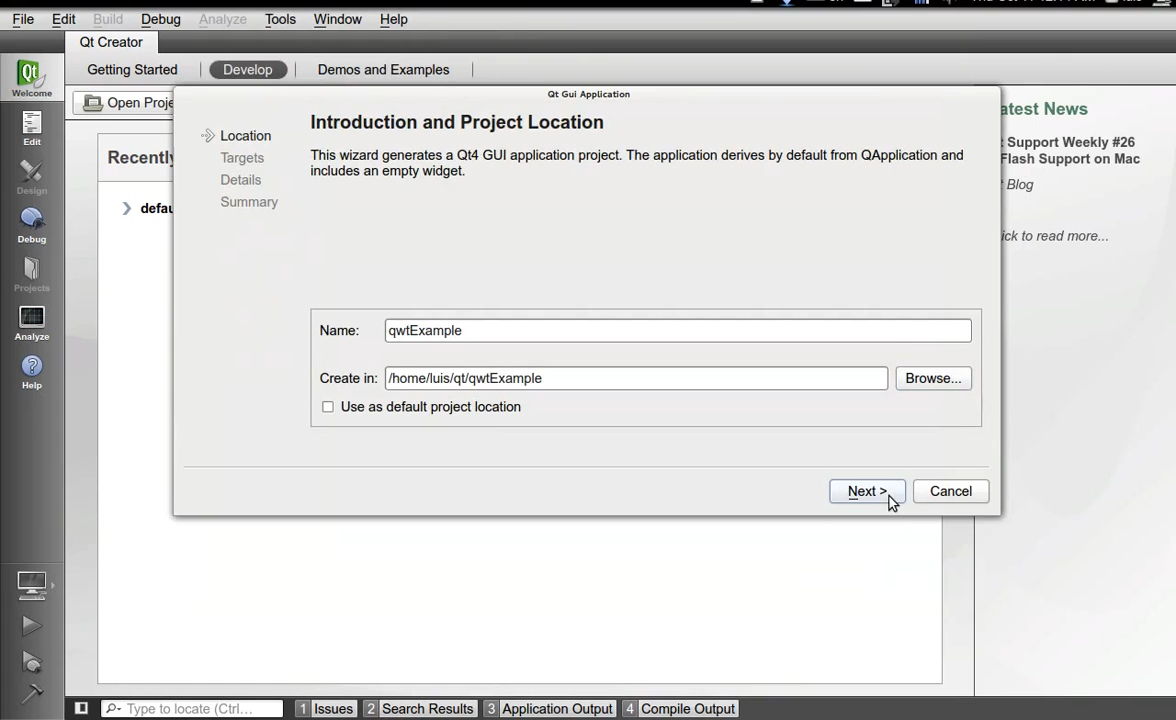 File Edit Build Debug Analyze Tools Window Help
Qt Creator
Getting Started Develop Demos and Examples
Welcome
Edit
Design
Debug
Projects
Analyze
Help
Open Proje
Recently
defau
Qt Gui Application
Location
Targets
Details
Summary
Introduction and Project Location
This wizard generates a Qt4 GUI application project. The application derives by default from QApplication and
includes an empty widget.
Name: qwtExample
Create in: /home/luis/qt/qwtExample Browse...
Use as default project location
Next > Cancel
atest News
t Support Weekly #26
Flash Support on Mac
t Blog
ick to read more...
Type to locate (Ctrl... 1 Issues 2 Search Results 3 Application Output 4 Compile Output